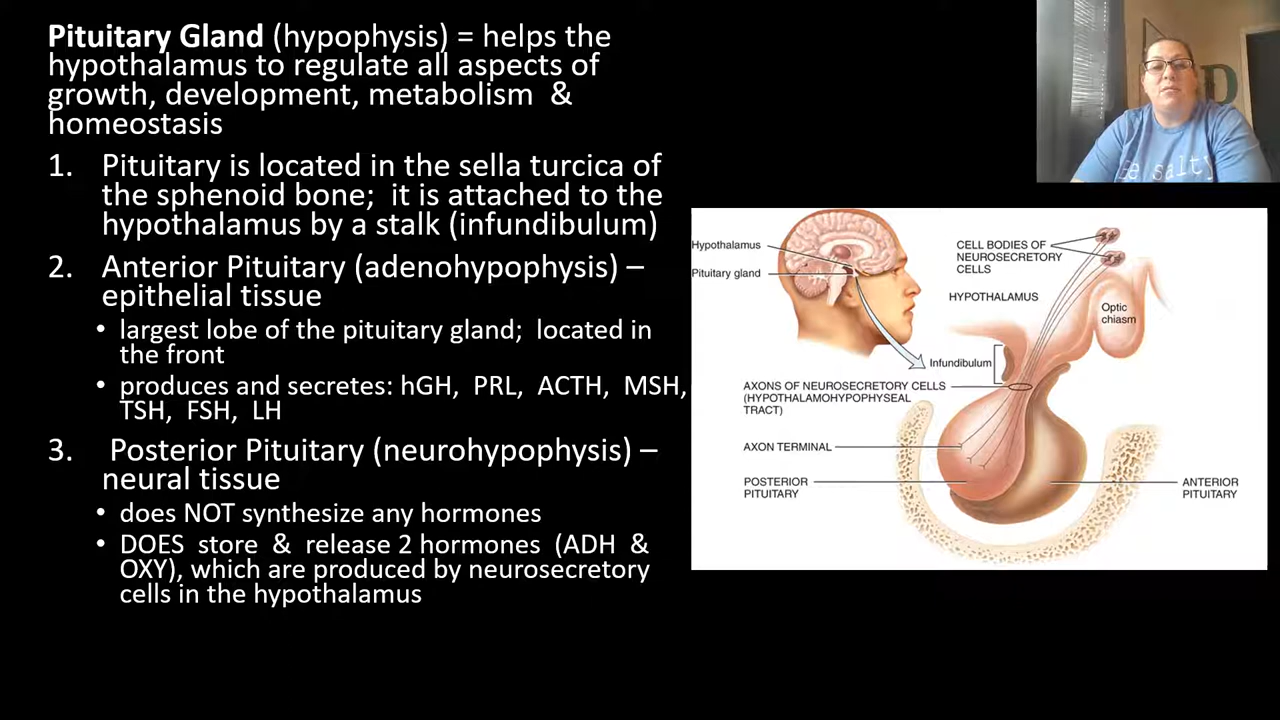 Pituitary Gland (hypophysis) = helps the
hypothalamus to regulate all aspects of
growth, development, metabolism & 
homeostasis
1. Pituitary is located in the sella turcica of
the sphenoid bone; it is attached to the
hypothalamus by a stalk (infundibulum)
2. Anterior Pituitary (adenohypophysis) –
epithelial tissue
• largest lobe of the pituitary gland; located in
the front
• produces and secretes: hGH, PRL, ACTH, MSH,
TSH, FSH, LH
3. Posterior Pituitary (neurohypophysis) –
neural tissue
• does NOT synthesize any hormones
• DOES store & release 2 hormones (ADH &
OXY), which are produced by neurosecretory
cells in the hypothalamus
D
salty
Hypothalamus
Pituitary gland
CELL BODIES OF
NEUROSECRETORY
CELLS
HYPOTHALAMUS
Optic
chiasm
Infundibulum
AXONS OF NEUROSECRETORY CELLS
(HYPOTHALAMOHYPOPHYSEAL
TRACT)
AXON TERMINAL
POSTERIOR
PITUITARY
ANTERIOR
PITUITARY